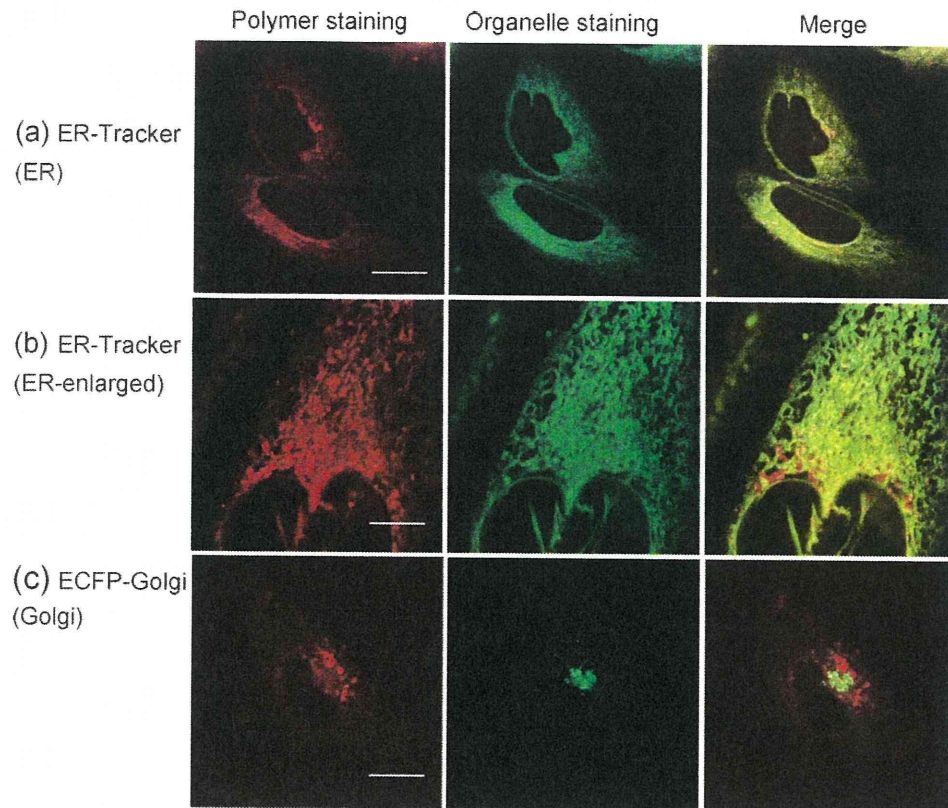 Polymer staining Organelle staining Merge
(a) ER-Tracker
(ER)
(b) ER-Tracker
(ER-enlarged)
(c) ECFP-Golgi
(Golgi)